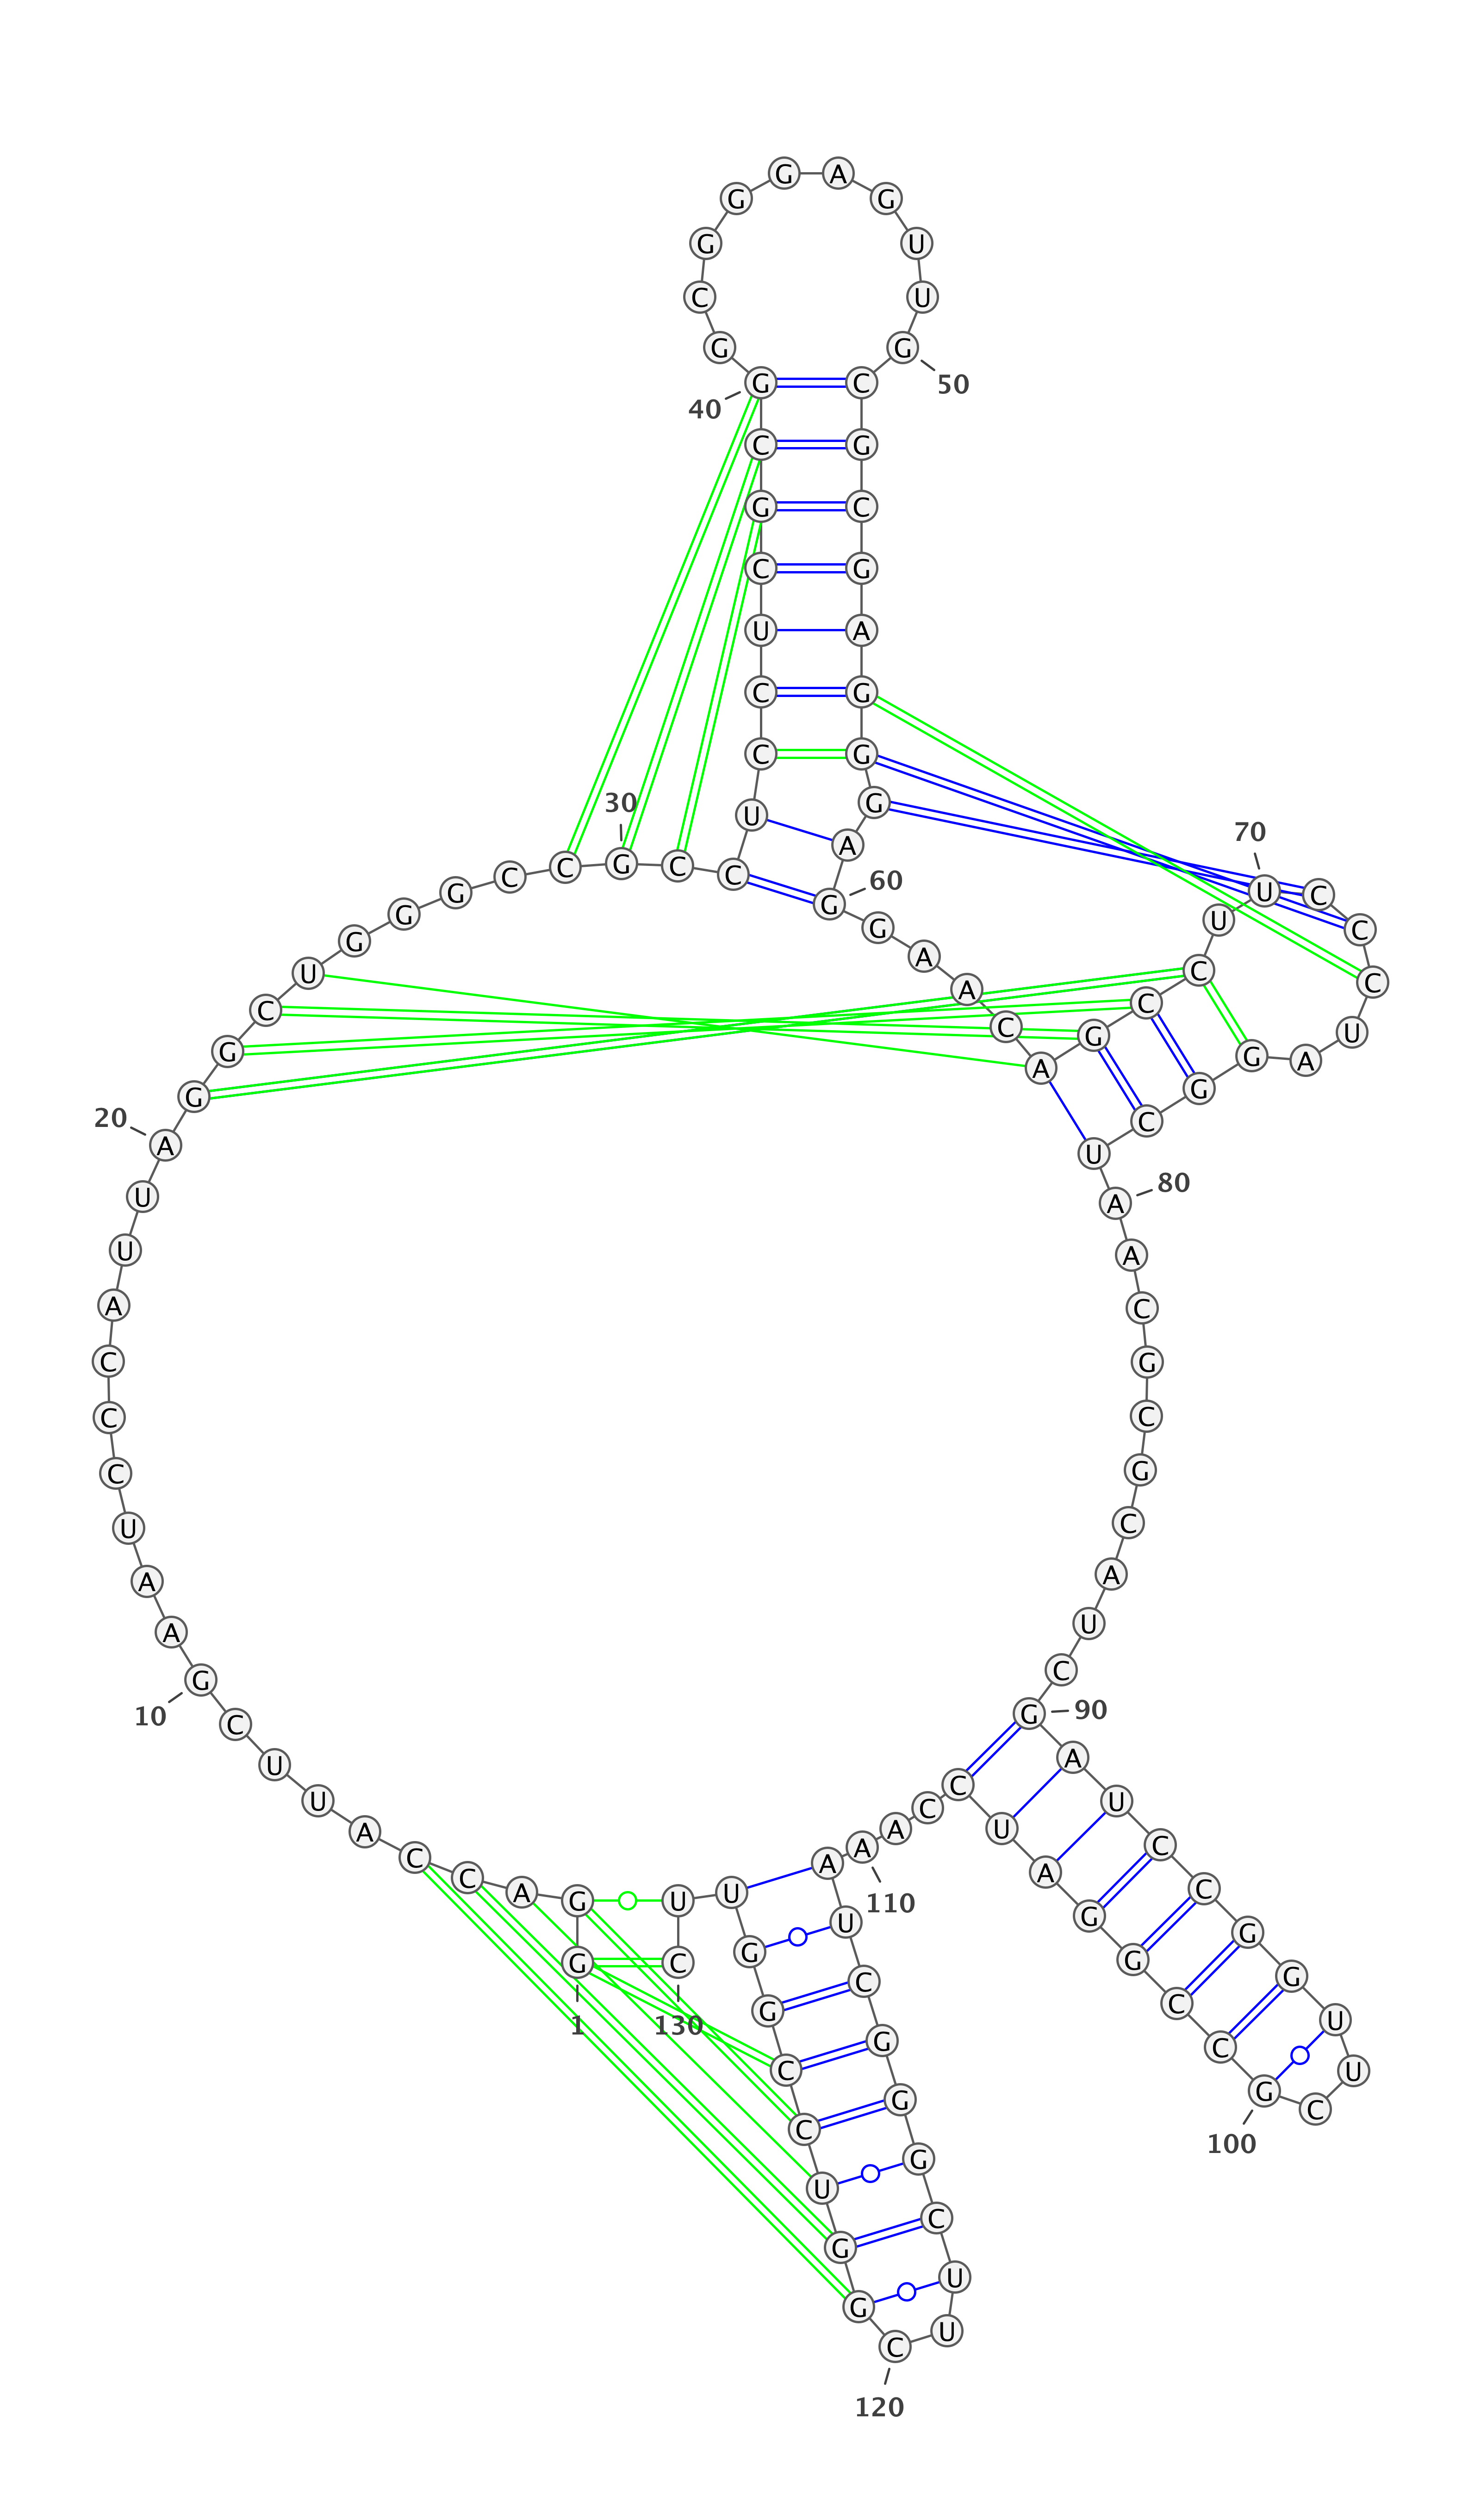 1
G G A C C A U U C G
10
A A U C C C A U U A
20
G G C U G G G C C G
30
C C U C C U C G C G
40
G C G G G A G U U G
50
C G C G A G G G A G
60
G A A C A G C C U U
70
C C C U A G G C U A
80
A C G C G C A U C G
90
A U C C G G U U C G
100
C C G G A U C C A A
110
A U C G G G C U U C
120
G G U C C G G U U C
130